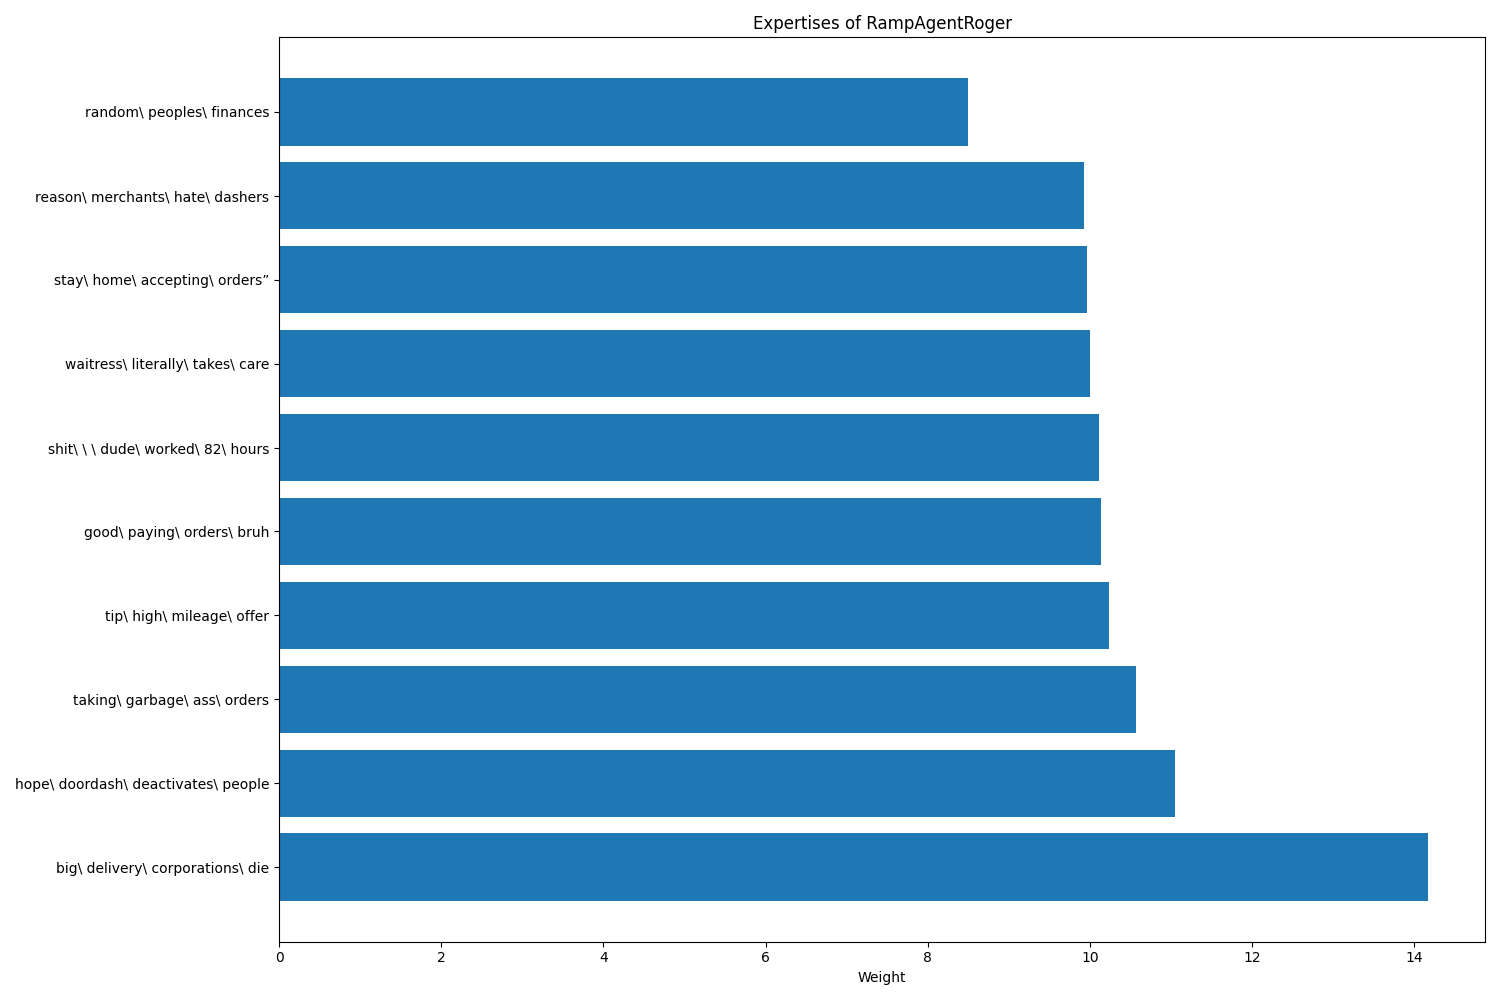 Expertises of RampAgentRoger
random\ peoples\ finances
reason\ merchants\ hate\ dashers
stay\ home\ accepting\ orders”
waitress\ literally\ takes\ care
shit\ \ \ dude\ worked\ 82\ hours
good\ paying\ orders\ bruh
tip\ high\ mileage\ offer
taking\ garbage\ ass\ orders
hope\ doordash\ deactivates\ people
big\ delivery\ corporations\ die
0 2 4 6 8 10 12 14
Weight